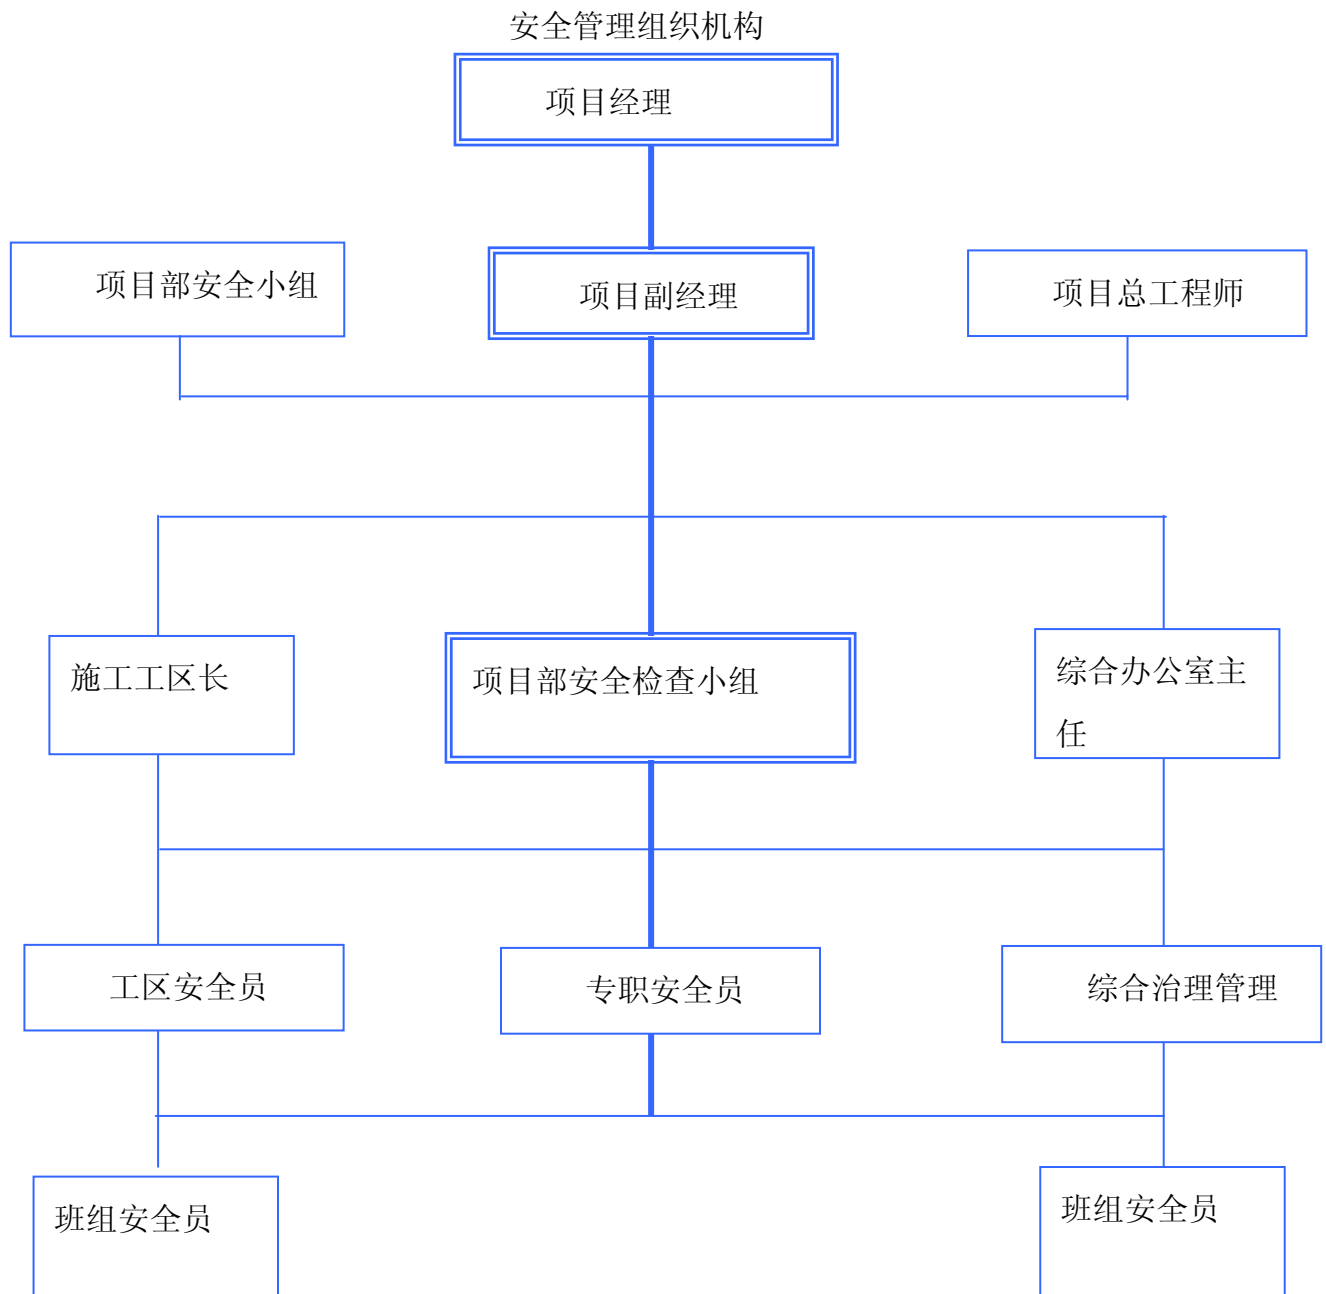 安全管理组织机构
项目经理
项目部安全小组
项目副经理
项目总工程师
施工工区长
项目部安全检查小组
综合办公室主
任
工区安全员
专职安全员
综合治理管理
班组安全员
班组安全员